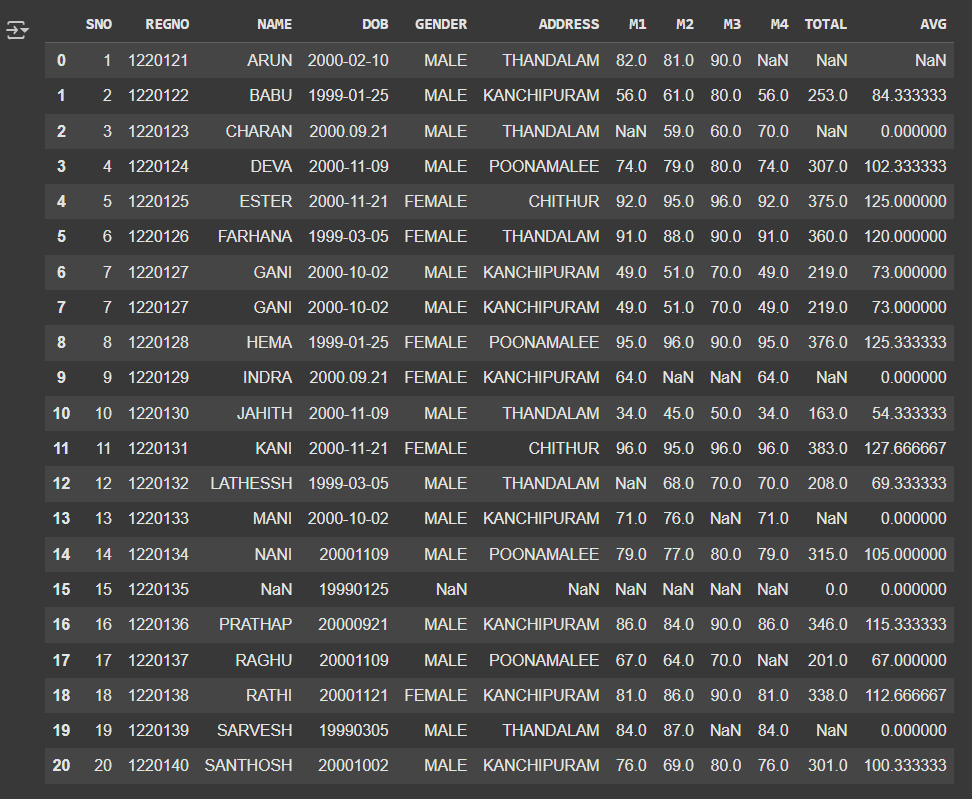 SNO REGNO NAME DOB GENDER ADDRESS M1 M2 M3 M4 TOTAL AVG
0 1 1220121 ARUN 2000-02-10 MALE THANDALAM 82.0 81.0 90.0 NaN NaN NaN
1 2 1220122 BABU 1999-01-25 MALE KANCHIPURAM 56.0 61.0 80.0 56.0 253.0 84.333333
2 3 1220123 CHARAN 2000.09.21 MALE THANDALAM NaN 59.0 60.0 70.0 NaN 0.000000
3 4 1220124 DEVA 2000-11-09 MALE POONAMALEE 74.0 79.0 80.0 74.0 307.0 102.333333
4 5 1220125 ESTER 2000-11-21 FEMALE CHITHUR 92.0 95.0 96.0 92.0 375.0 125.000000
5 6 1220126 FARHANA 1999-03-05 FEMALE THANDALAM 91.0 88.0 90.0 91.0 360.0 120.000000
6 7 1220127 GANI 2000-10-02 MALE KANCHIPURAM 49.0 51.0 70.0 49.0 219.0 73.000000
7 7 1220127 GANI 2000-10-02 MALE KANCHIPURAM 49.0 51.0 70.0 49.0 219.0 73.000000
8 8 1220128 HEMA 1999-01-25 FEMALE POONAMALEE 95.0 96.0 90.0 95.0 376.0 125.333333
9 9 1220129 INDRA 2000.09.21 FEMALE KANCHIPURAM 64.0 NaN NaN 64.0 NaN 0.000000
10 10 1220130 JAHITH 2000-11-09 MALE THANDALAM 34.0 45.0 50.0 34.0 163.0 54.333333
11 11 1220131 KANI 2000-11-21 FEMALE CHITHUR 96.0 95.0 96.0 96.0 383.0 127.666667
12 12 1220132 LATHESSH 1999-03-05 MALE THANDALAM NaN 68.0 70.0 70.0 208.0 69.333333
13 13 1220133 MANI 2000-10-02 MALE KANCHIPURAM 71.0 76.0 NaN 71.0 NaN 0.000000
14 14 1220134 NANI 20001109 MALE POONAMALEE 79.0 77.0 80.0 79.0 315.0 105.000000
15 15 1220135 NaN 19990125 NaN NaN NaN NaN NaN NaN 0.0 0.000000
16 16 1220136 PRATHAP 20000921 MALE KANCHIPURAM 86.0 84.0 90.0 86.0 346.0 115.333333
17 17 1220137 RAGHU 20001109 MALE POONAMALEE 67.0 64.0 70.0 NaN 201.0 67.000000
18 18 1220138 RATHI 20001121 FEMALE KANCHIPURAM 81.0 86.0 90.0 81.0 338.0 112.666667
19 19 1220139 SARVESH 19990305 MALE THANDALAM 84.0 87.0 NaN 84.0 NaN 0.000000
20 20 1220140 SANTHOSH 20001002 MALE KANCHIPURAM 76.0 69.0 80.0 76.0 301.0 100.333333